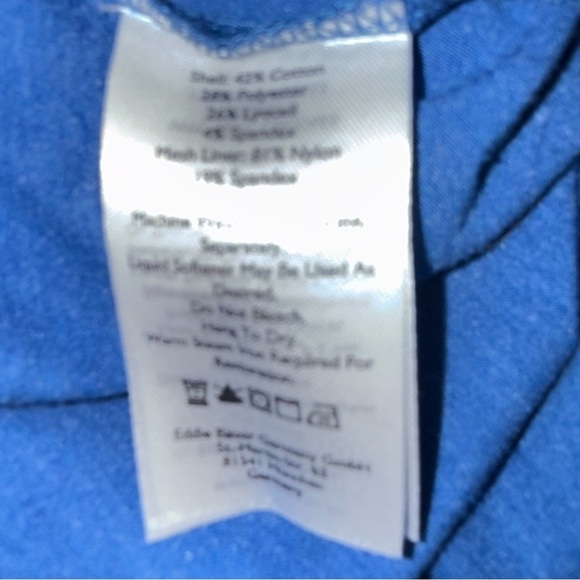 Shell: 42% Cotton
28% Polyester
26% Lyocell
4% Spandex
Mesh Liner: 81% Nylon
19% Spandex
Machine
Separately.
Liquid Softener May Be Used As
Desired.
Do Not Bleach.
Hang To Dry.
Warm Steam Iron Required For
Eddie Bauer Germany GmbH
Germany